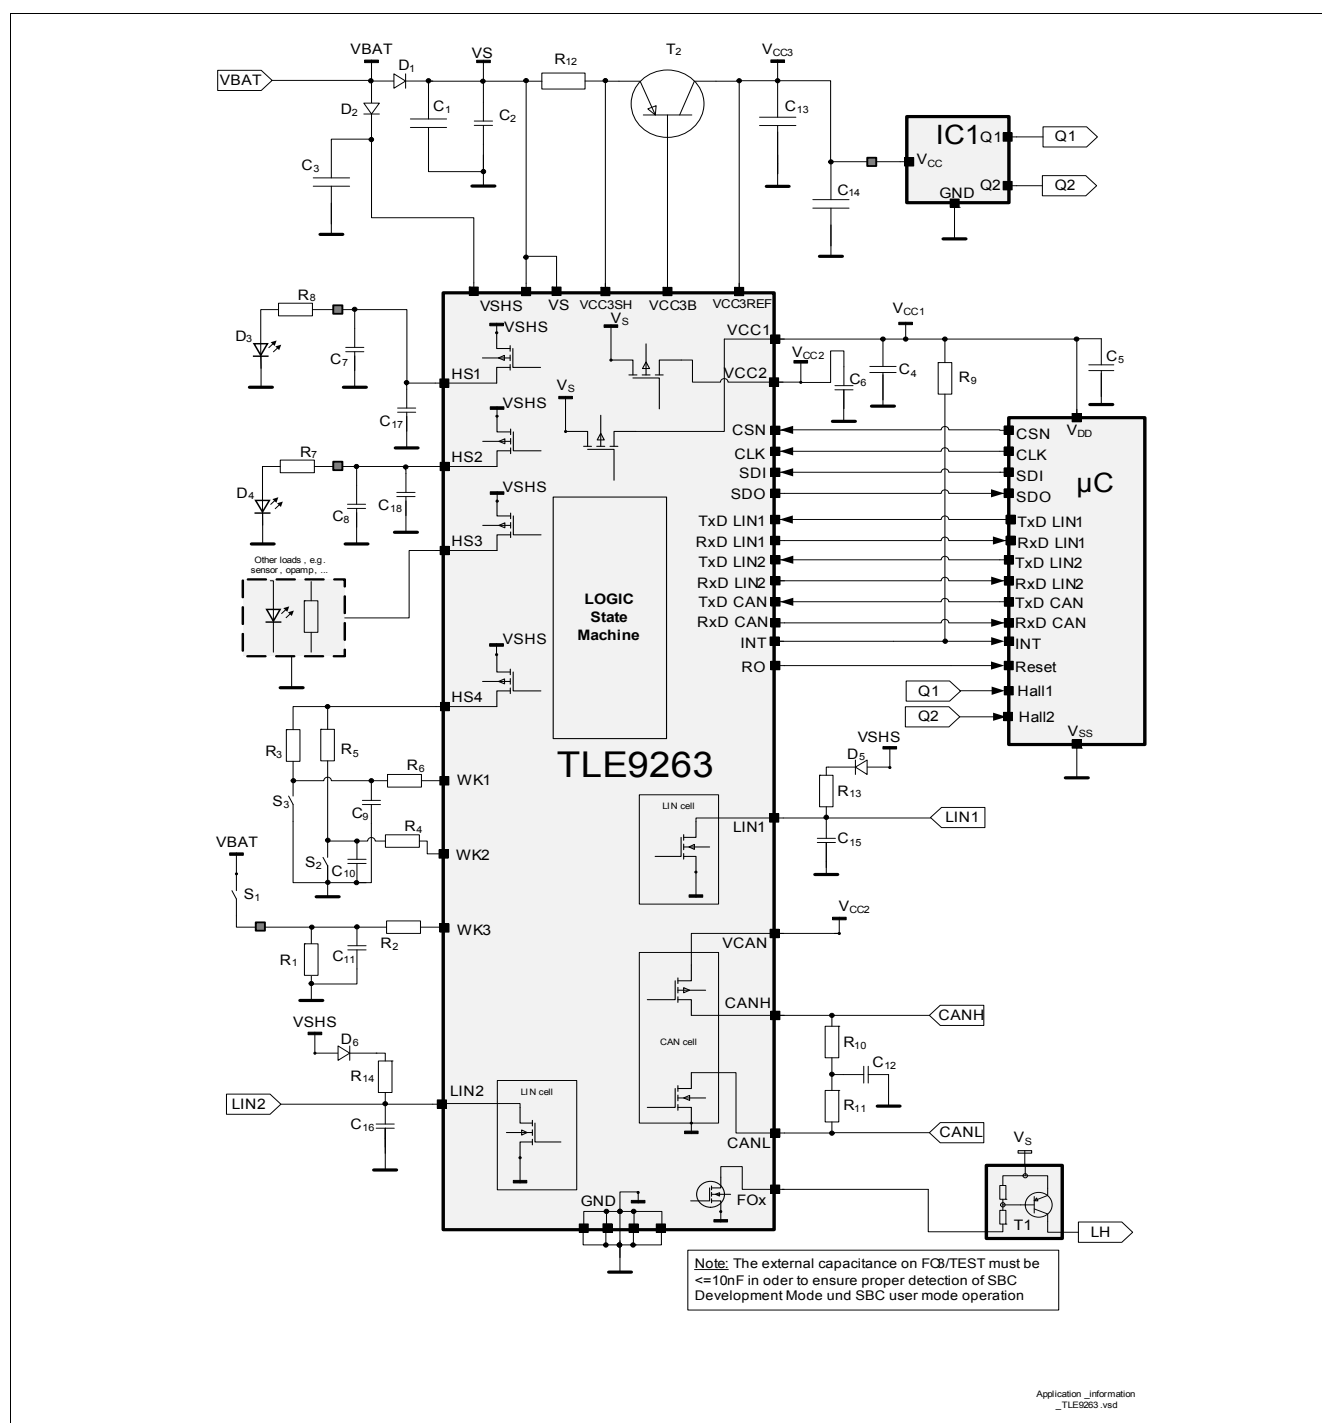 VBAT
VBAT
D1
VS
R12
T2
VCC3
D2
C1
C2
C13
C3
C14
IC1
VCC
GND
Q1
Q2
Q1
Q2
VSHS
VS
VCC3SH
VCC3B
VCC3REF
R8
D3
C7
C17
HS1
VSHS
VS
VS
VCC1
VCC2
VCC1
VCC2
C6
C4
R9
C5
R7
D4
C8
C18
HS2
VSHS
HS3
VSHS
Other loads , e.g.
sensor , opamp, ...
LOGIC
State
Machine
CSN
CLK
SDI
SDO
TxD LIN1
RxD LIN1
TxD LIN2
RxD LIN2
TxD CAN
RxD CAN
INT
RO
VDD
µC
CSN
CLK
SDI
SDO
TxD LIN1
RxD LIN1
TxD LIN2
RxD LIN2
TxD CAN
RxD CAN
INT
Reset
Hall1
Hall2
VSS
Q1
Q2
HS4
VSHS
R3
R5
R6
WK1
S3
C9
R4
WK2
S2
C10
VBAT
S1
R1
C11
R2
WK3
TLE9263
LIN cell
LIN1
VSHS
D5
R13
C15
LIN1
VCAN
VCC2
CANH
CAN cell
CANL
CANH
R10
C12
R11
CANL
VSHS
D6
R14
LIN2
C16
LIN2
LIN cell
GND
FOx
VS
T1
LH
Note: The external capacitance on FO3/TEST must be
<=10nF in oder to ensure proper detection of SBC
Development Mode und SBC user mode operation
Application _information
_TLE9263 .vsd